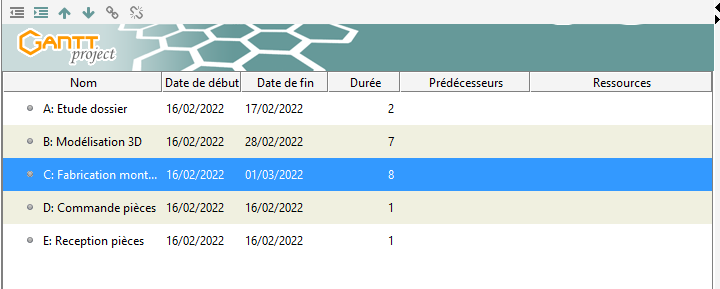 GANTT
project
Nom Date de début Date de fin Durée Prédécesseurs Ressources
A: Etude dossier 16/02/2022 17/02/2022 2
B: Modélisation 3D 16/02/2022 28/02/2022 7
C: Fabrication mont... 16/02/2022 01/03/2022 8
D: Commande pièces 16/02/2022 16/02/2022 1
E: Reception pièces 16/02/2022 16/02/2022 1